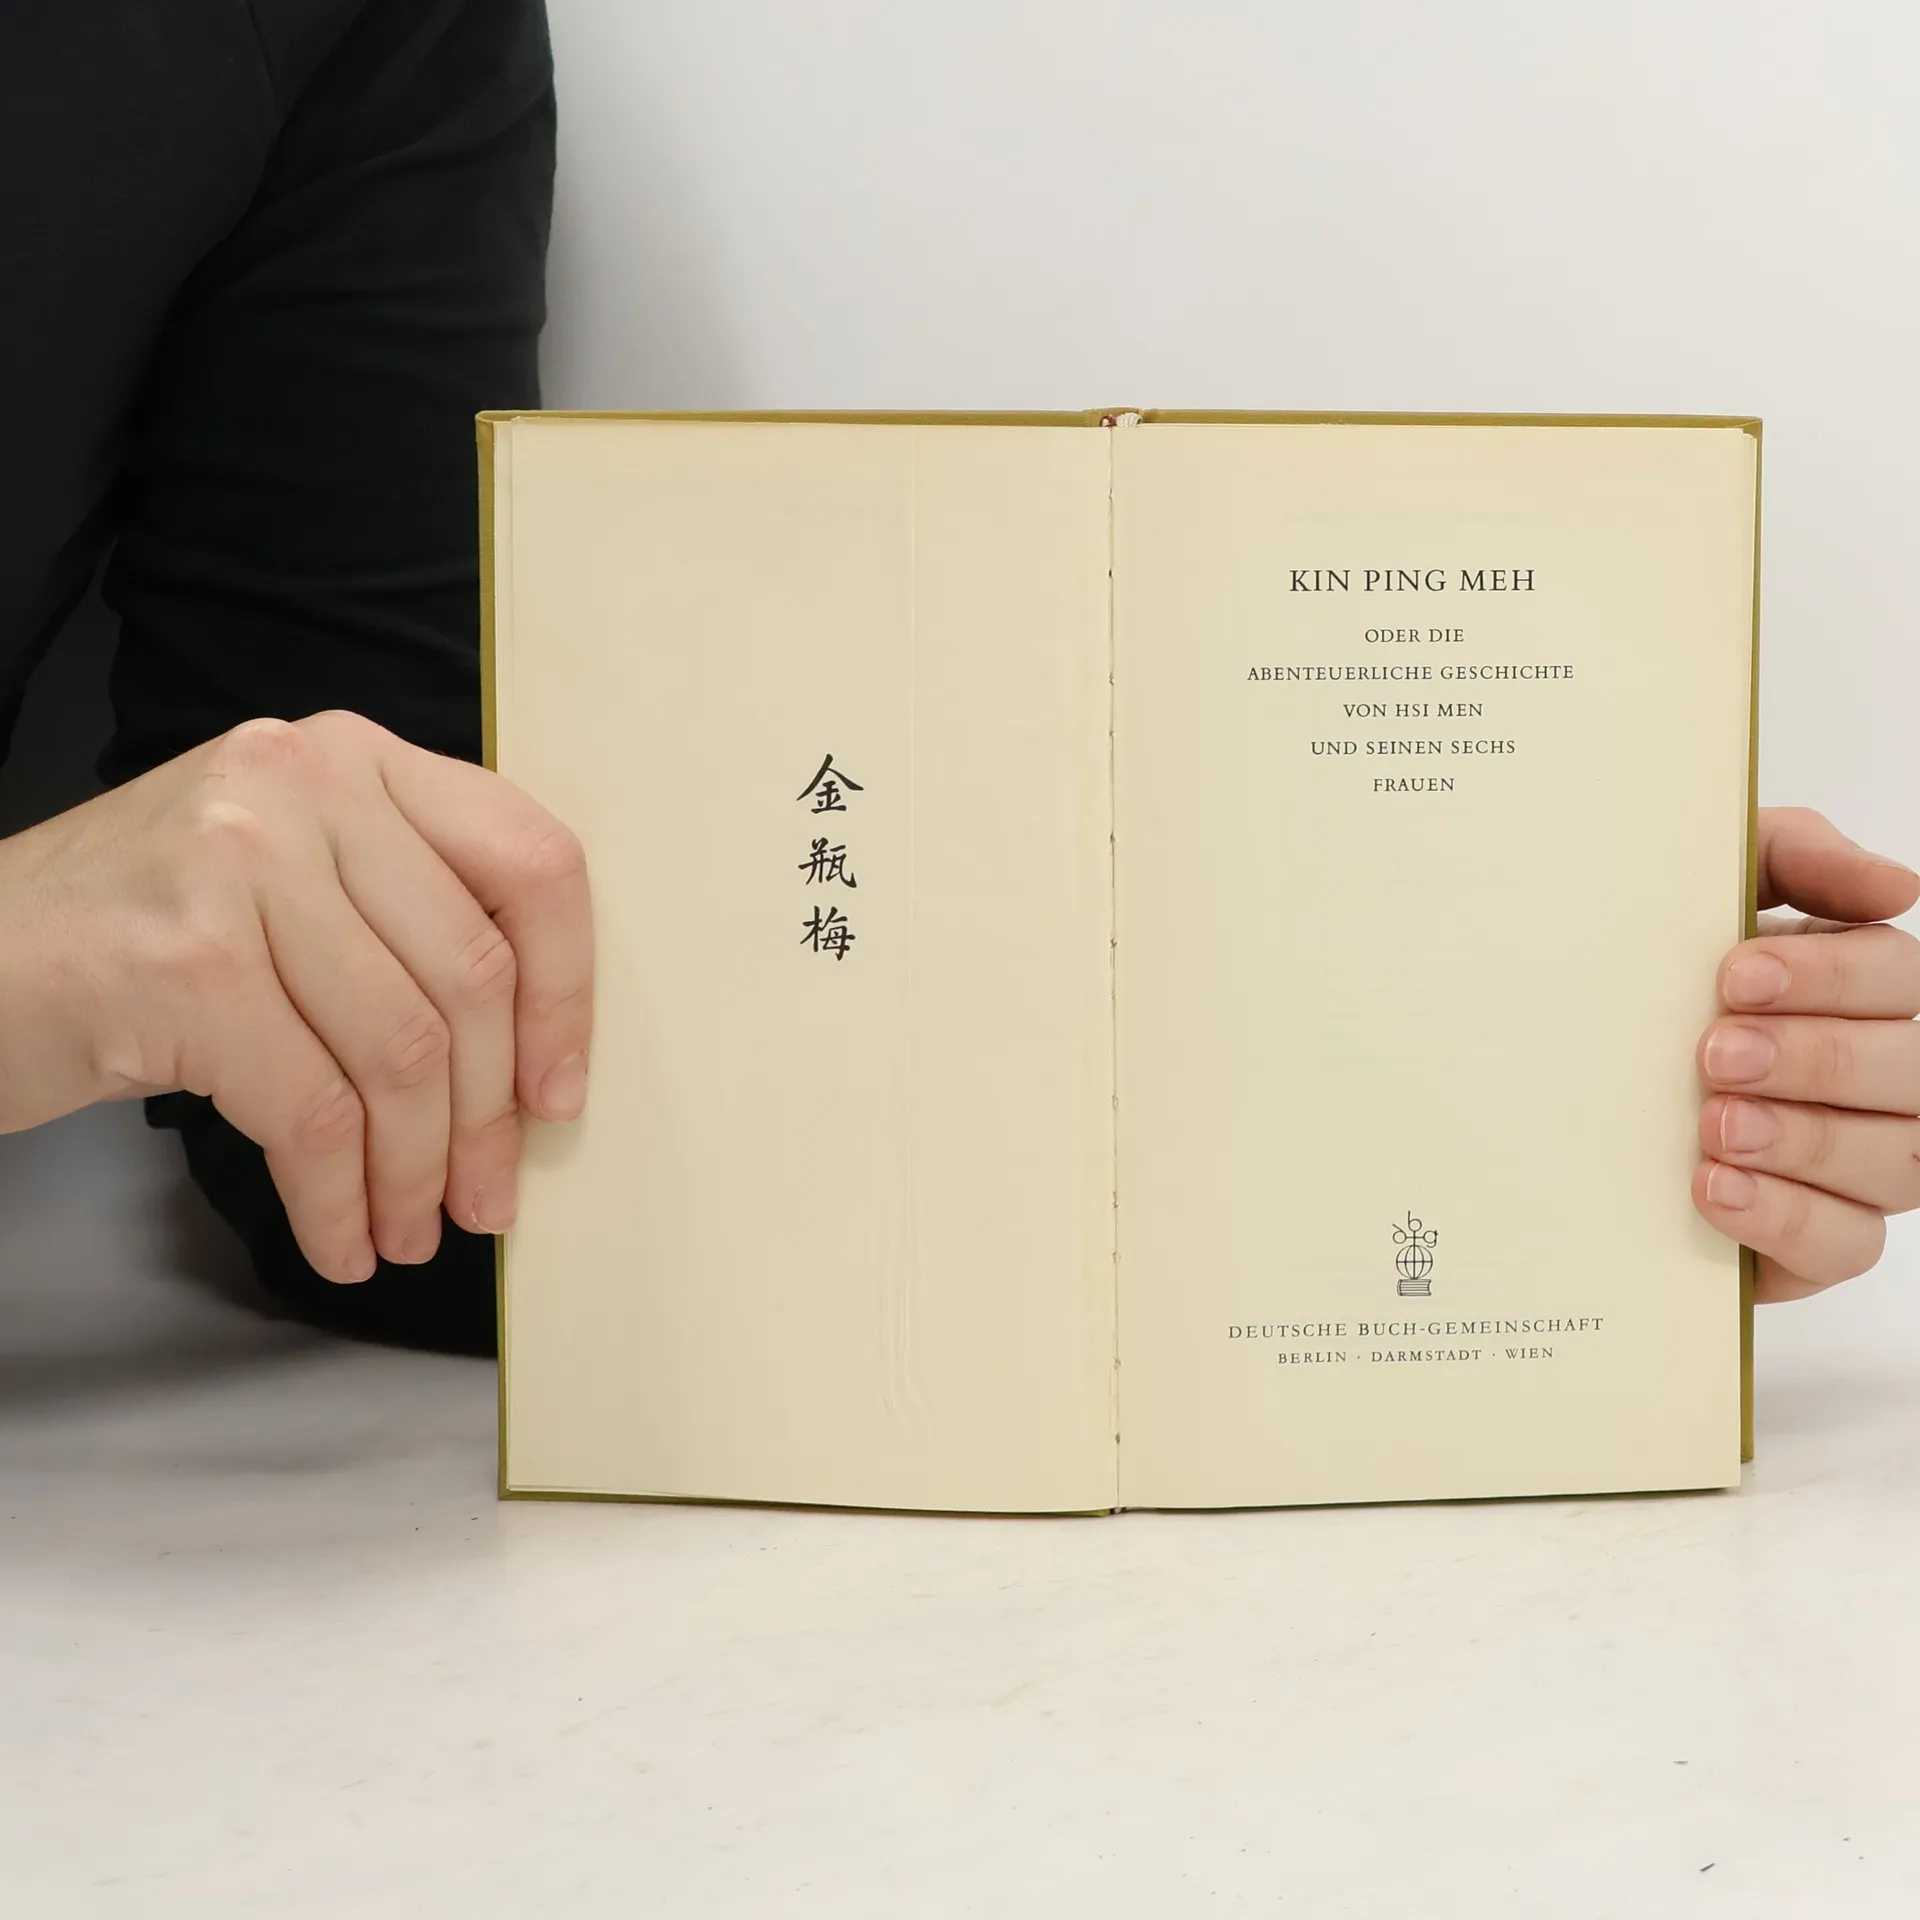 金
瓶
梅
KIN PING MEH
ODER DIE
ABENTEUERLICHE GESCHICHTE
VON HSI MEN
UND SEINEN SECHS
FRAUEN
dbg
DEUTSCHE BUCH-GEMEINSCHAFT
BERLIN · DARMSTADT · WIEN